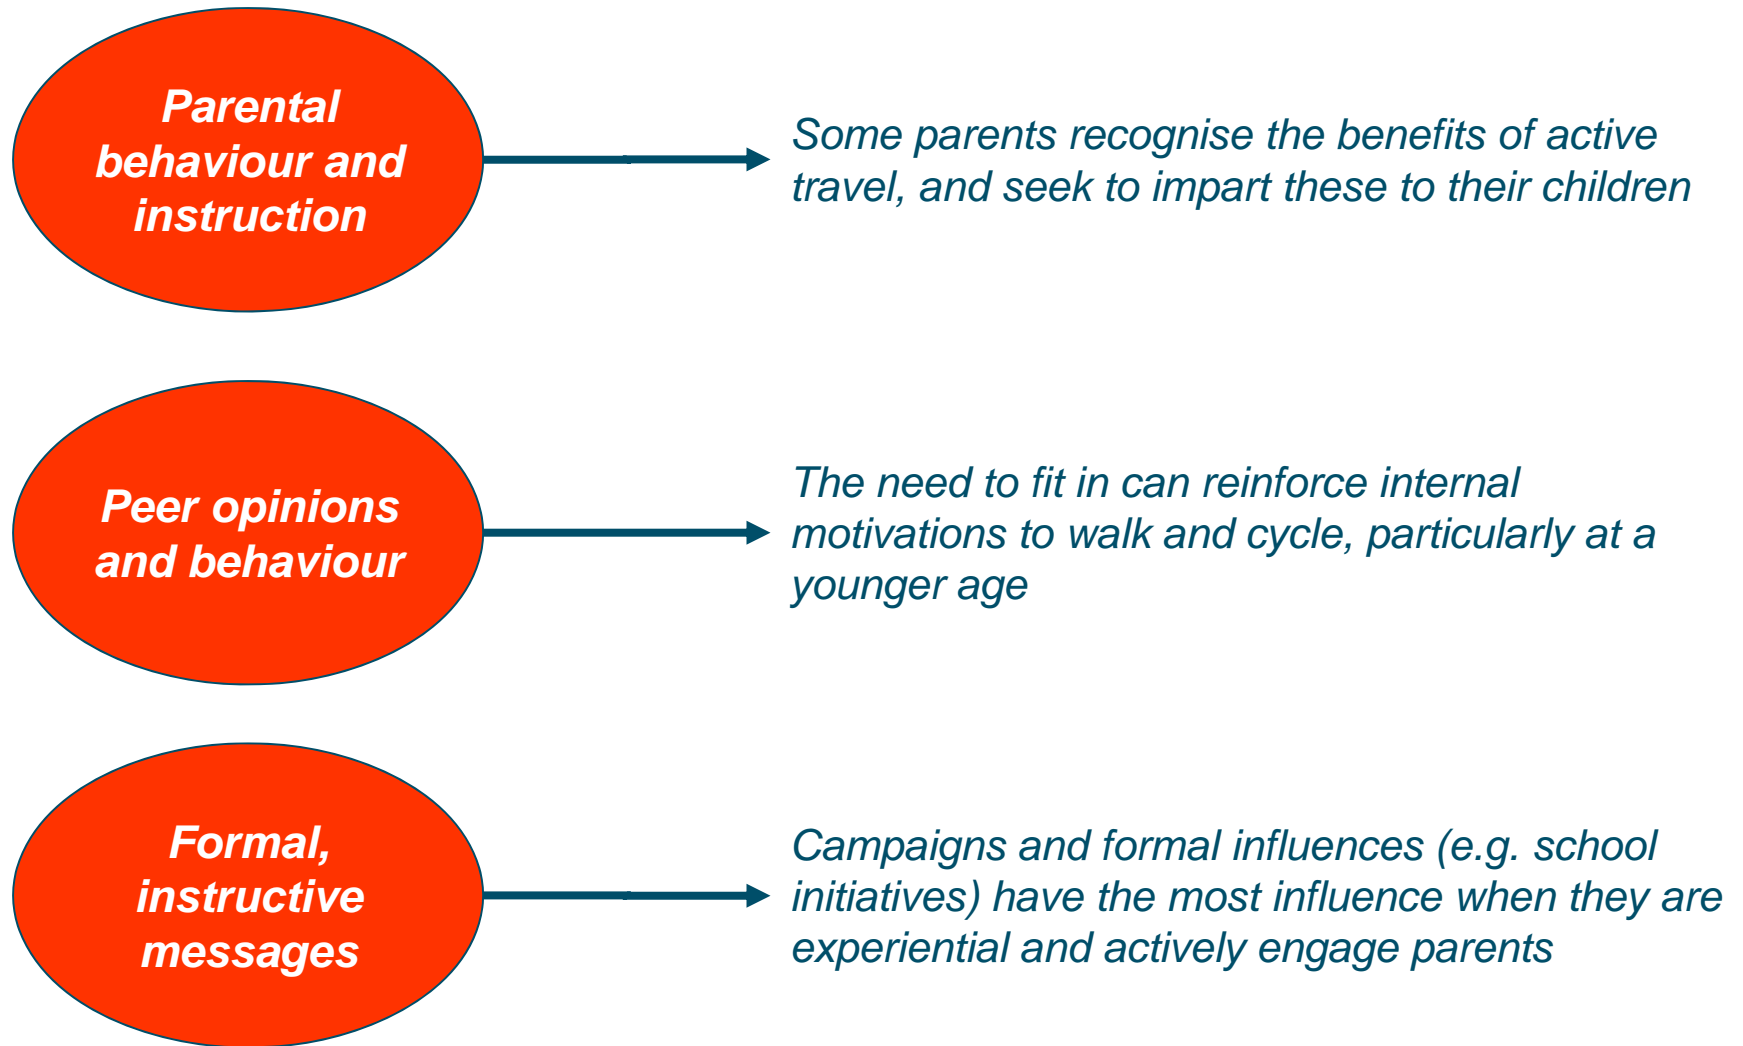 Parental
behaviour and
instruction
Some parents recognise the benefits of active
travel, and seek to impart these to their children
Peer opinions
and behaviour
The need to fit in can reinforce internal
motivations to walk and cycle, particularly at a
younger age
Formal,
instructive
messages
Campaigns and formal influences (e.g. school
initiatives) have the most influence when they are
experiential and actively engage parents